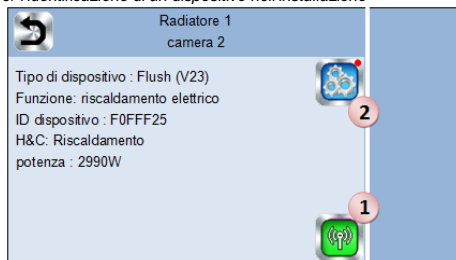 Radiatore 1
camera 2
Tipo di dispositivo : Flush (V23)
Funzione: riscaldamento elettrico
ID dispositivo : F0FFF25
H&C: Riscaldamento
potenza : 2990W
2
1